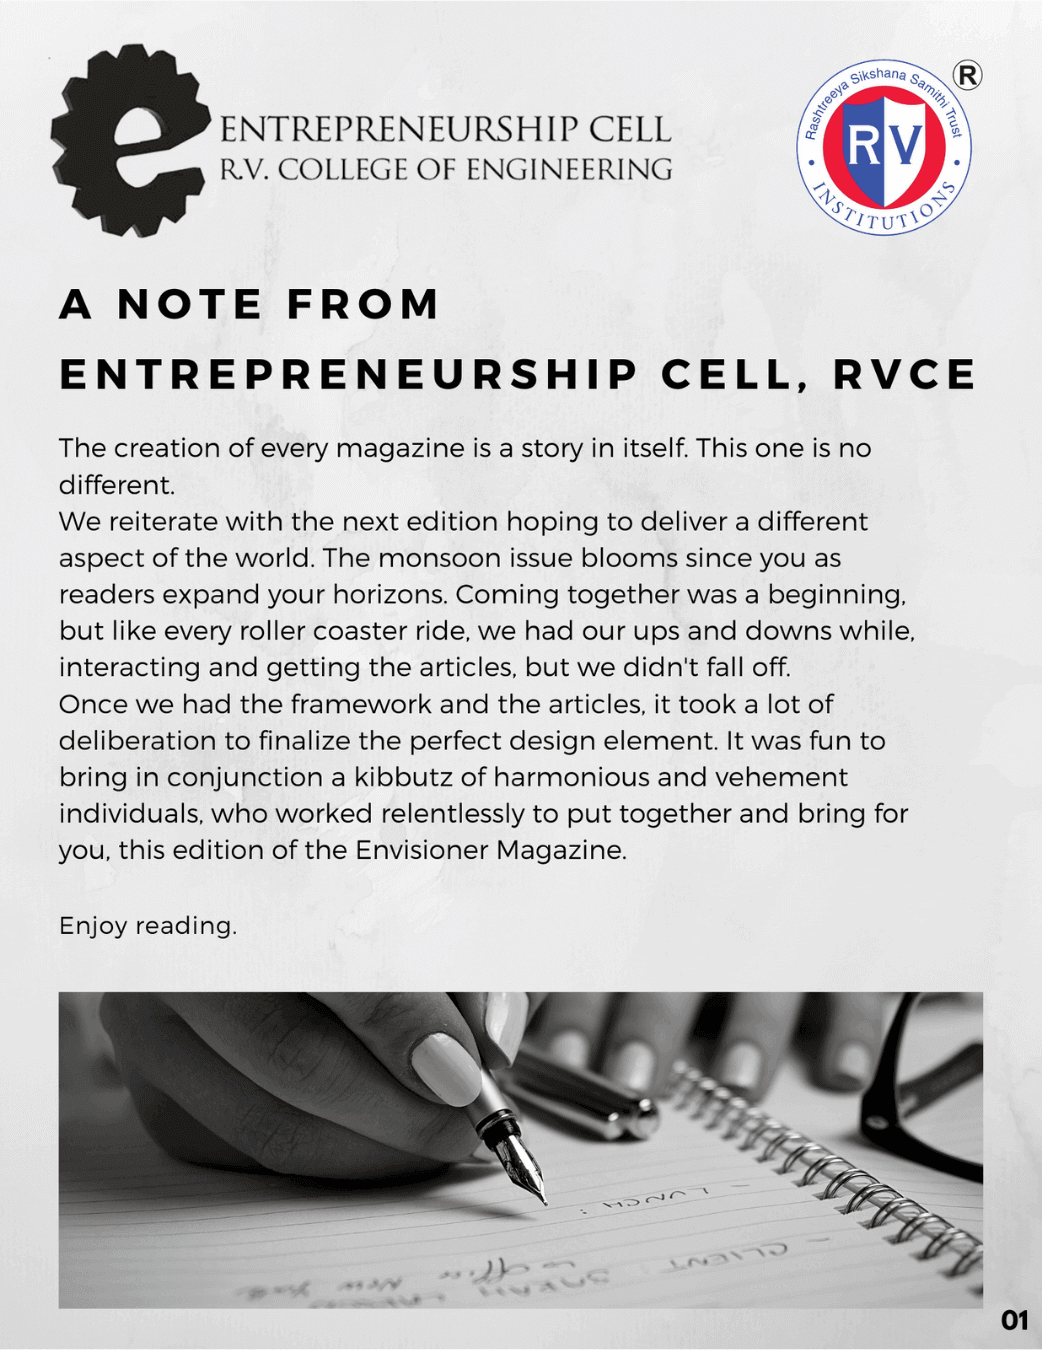 ENTREPRENEURSHIP CELL
R.V. COLLEGE OF ENGINEERING
Rashtreeya Sikshana Samithi Trust
RV
INSTITUTIONS
®
A NOTE FROM
ENTREPRENEURSHIP CELL, RVCE
The creation of every magazine is a story in itself. This one is no
different.
We reiterate with the next edition hoping to deliver a different
aspect of the world. The monsoon issue blooms since you as
readers expand your horizons. Coming together was a beginning,
but like every roller coaster ride, we had our ups and downs while,
interacting and getting the articles, but we didn't fall off.
Once we had the framework and the articles, it took a lot of
deliberation to finalize the perfect design element. It was fun to
bring in conjunction a kibbutz of harmonious and vehement
individuals, who worked relentlessly to put together and bring for
you, this edition of the Envisioner Magazine.
Enjoy reading.
- LUNCH :
- CLIENT : SARAH
01